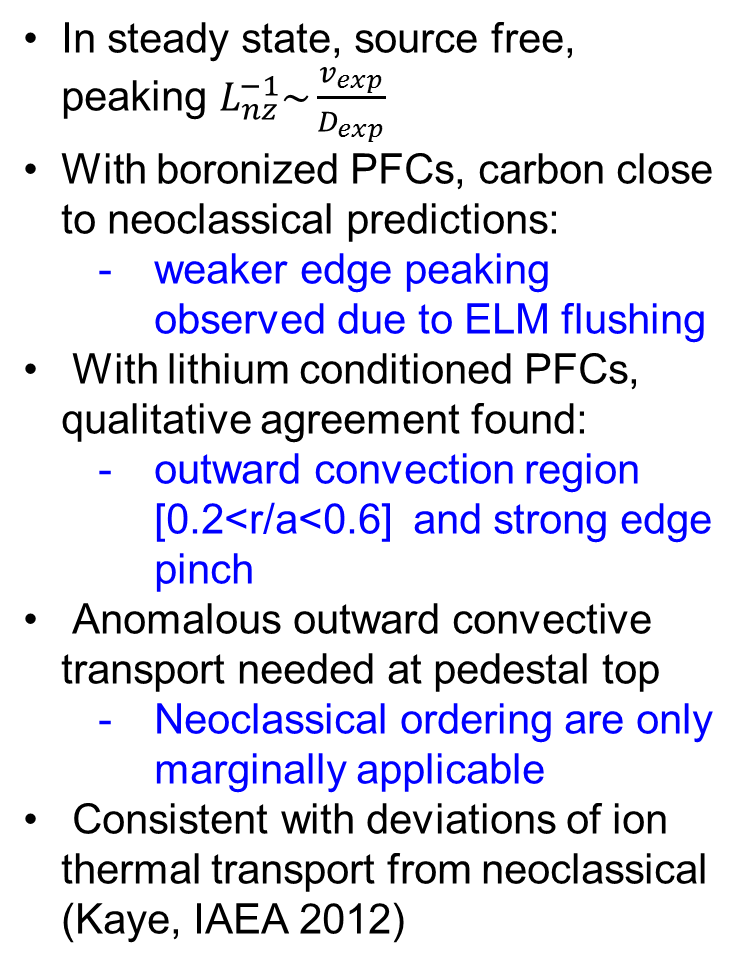 • In steady state, source free,
peaking $L_{nz}^{-1} \sim \frac{v_{exp}}{D_{exp}}$
• With boronized PFCs, carbon close
to neoclassical predictions:
- weaker edge peaking
observed due to ELM flushing
• With lithium conditioned PFCs,
qualitative agreement found:
- outward convection region
[0.2<r/a<0.6] and strong edge
pinch
• Anomalous outward convective
transport needed at pedestal top
- Neoclassical ordering are only
marginally applicable
• Consistent with deviations of ion
thermal transport from neoclassical
(Kaye, IAEA 2012)